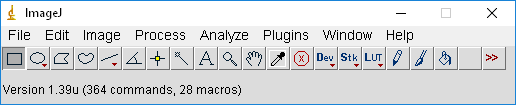 ImageJ
File Edit Image Process Analyze Plugins Window Help
A Dev Stk LUT >>
Version 1.39u (364 commands, 28 macros)